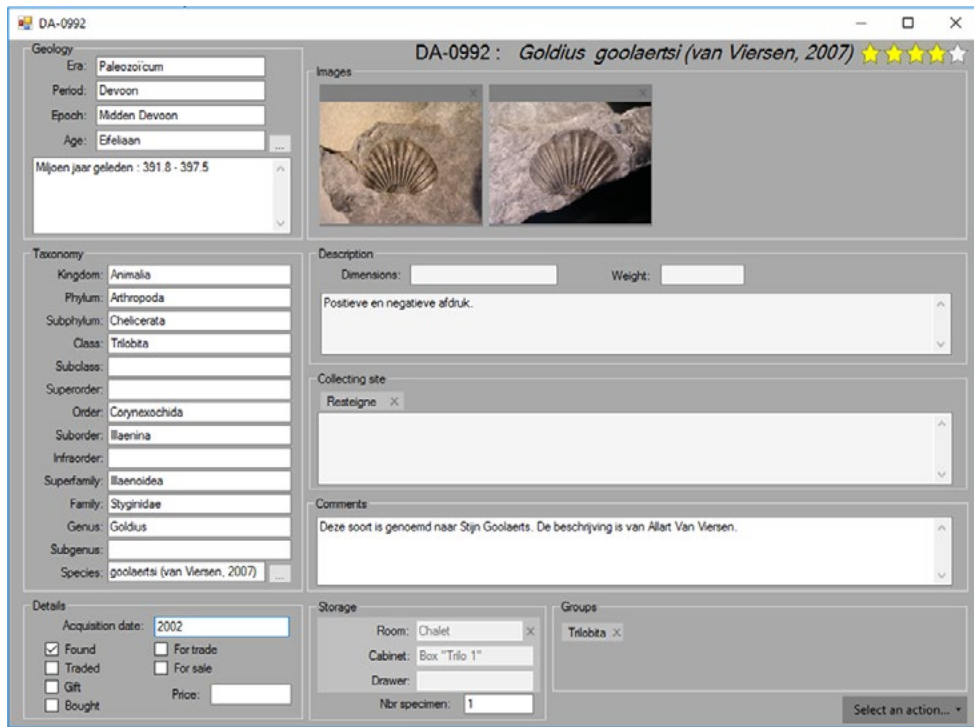 DA-0992
DA-0992 : Goldius goolaertsi (van Viersen, 2007)
Geology
Era: Paleozoïcum
Period: Devoon
Epoch: Midden Devoon
Age: Eifeliaan ...
Miljoen jaar geleden : 391.8 - 397.5
Images
Taxonomy
Kingdom: Animalia
Phylum: Arthropoda
Subphylum: Chelicerata
Class: Trilobita
Subclass:
Superorder:
Order: Corynexochida
Suborder: Illaenina
Infraorder:
Superfamily: Illaenoidea
Family: Styginidae
Genus: Goldius
Subgenus:
Species: goolaertsi (van Viersen, 2007) ...
Description
Dimensions: Weight:
Postieve en negatieve afdruk.
Collecting site
Resteigne X
Comments
Deze soort is genoemd naar Stijn Goolaerts. De beschrijving is van Allart Van Viersen.
Details
Acquisition date: 2002
Found For trade
Traded For sale
Gift
Bought
Price:
Storage
Room: Chalet X
Cabinet: Box "Trilo 1"
Drawer:
Nbr specimen: 1
Groups
Trilobita X
Select an action...